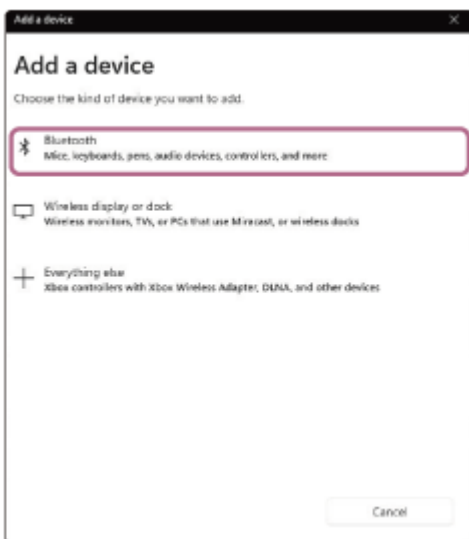 Add a device
Add a device
Choose the kind of device you want to add.
Bluetooth
Mice, keyboards, pens, audio devices, controllers, and more
Wireless display or dock
Wireless monitors, TVs, or PCs that use Miracast, or wireless docks
Everything else
Xbox controllers with Xbox Wireless Adapter, DLNA, and other devices
Cancel